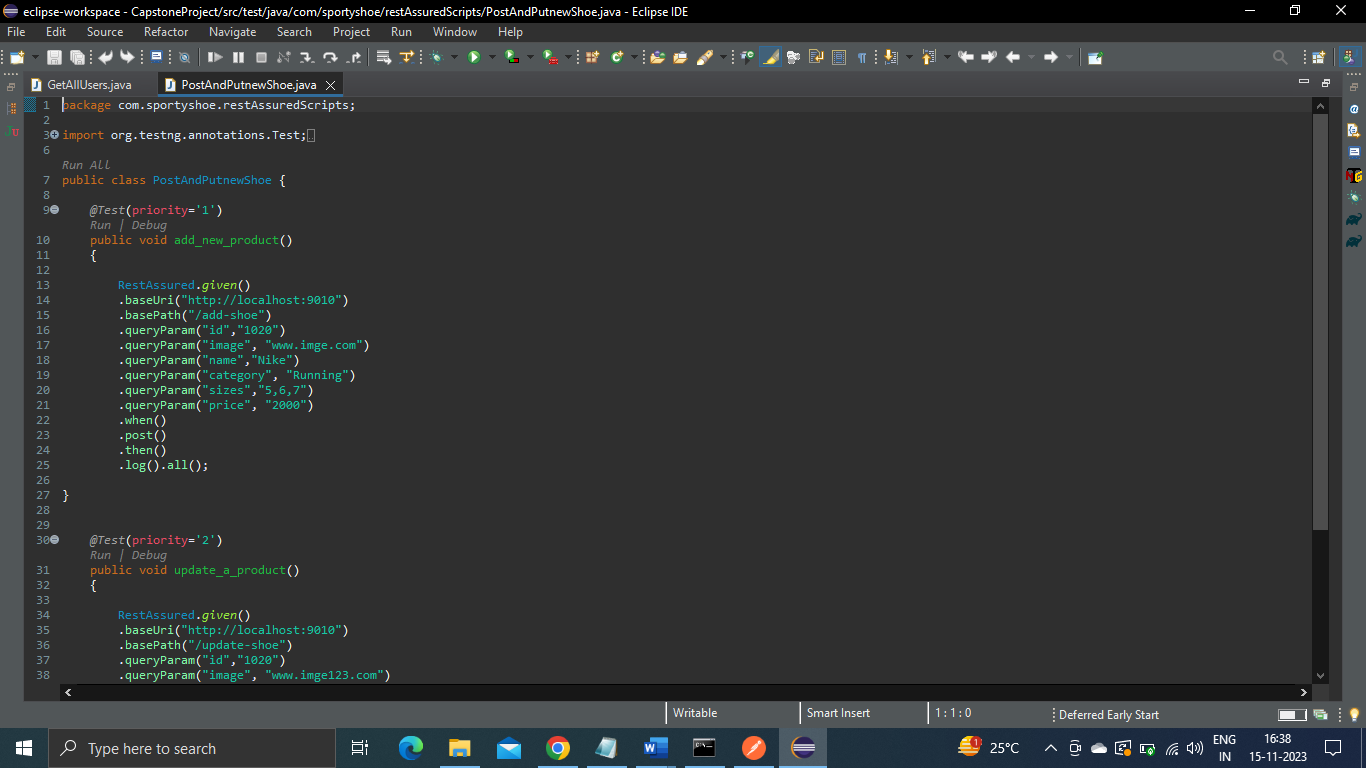 eclipse-workspace - CapstoneProject/src/test/java/com/sportyshoe/restAssuredScripts/PostAndPutnewShoe.java - Eclipse IDE
File Edit Source Refactor Navigate Search Project Run Window Help
GetAllUsers.java PostAndPutnewShoe.java
1 package com.sportyshoe.restAssuredScripts;
2
3 import org.testng.annotations.Test;
6
Run All
7 public class PostAndPutnewShoe {
8
9 @Test(priority='1')
Run | Debug
10 public void add_new_product()
11 {
12
13 RestAssured.given()
14 .baseUri("http://localhost:9010")
15 .basePath("/add-shoe")
16 .queryParam("id","1020")
17 .queryParam("image", "www.imge.com")
18 .queryParam("name","Nike")
19 .queryParam("category", "Running")
20 .queryParam("sizes","5,6,7")
21 .queryParam("price", "2000")
22 .when()
23 .post()
24 .then()
25 .log().all();
26
27 }
28
29
30 @Test(priority='2')
Run | Debug
31 public void update_a_product()
32 {
33
34 RestAssured.given()
35 .baseUri("http://localhost:9010")
36 .basePath("/update-shoe")
37 .queryParam("id","1020")
38 .queryParam("image", "www.imge123.com")
Writable Smart Insert 1 : 1 : 0 Deferred Early Start
Type here to search 1 25°C ENG IN 16:38 15-11-2023